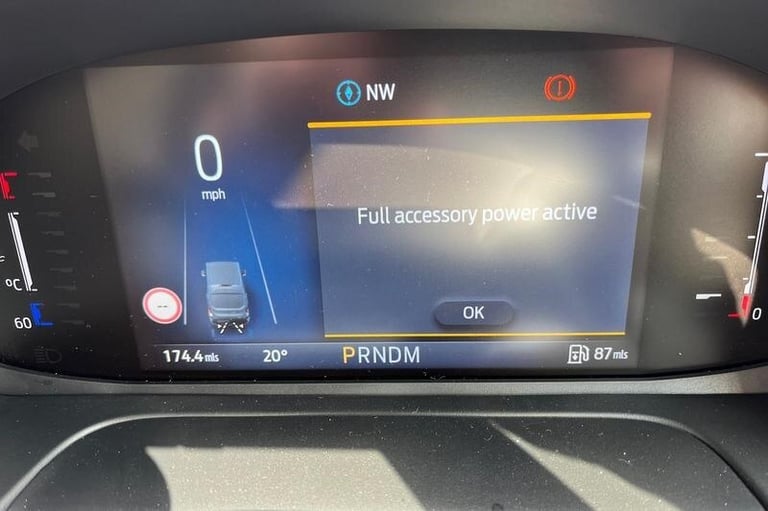 NW
0
mph
Full accessory power active
OK
°C
60
--
174.4 mls
20°
PRNDM
87 mls
0